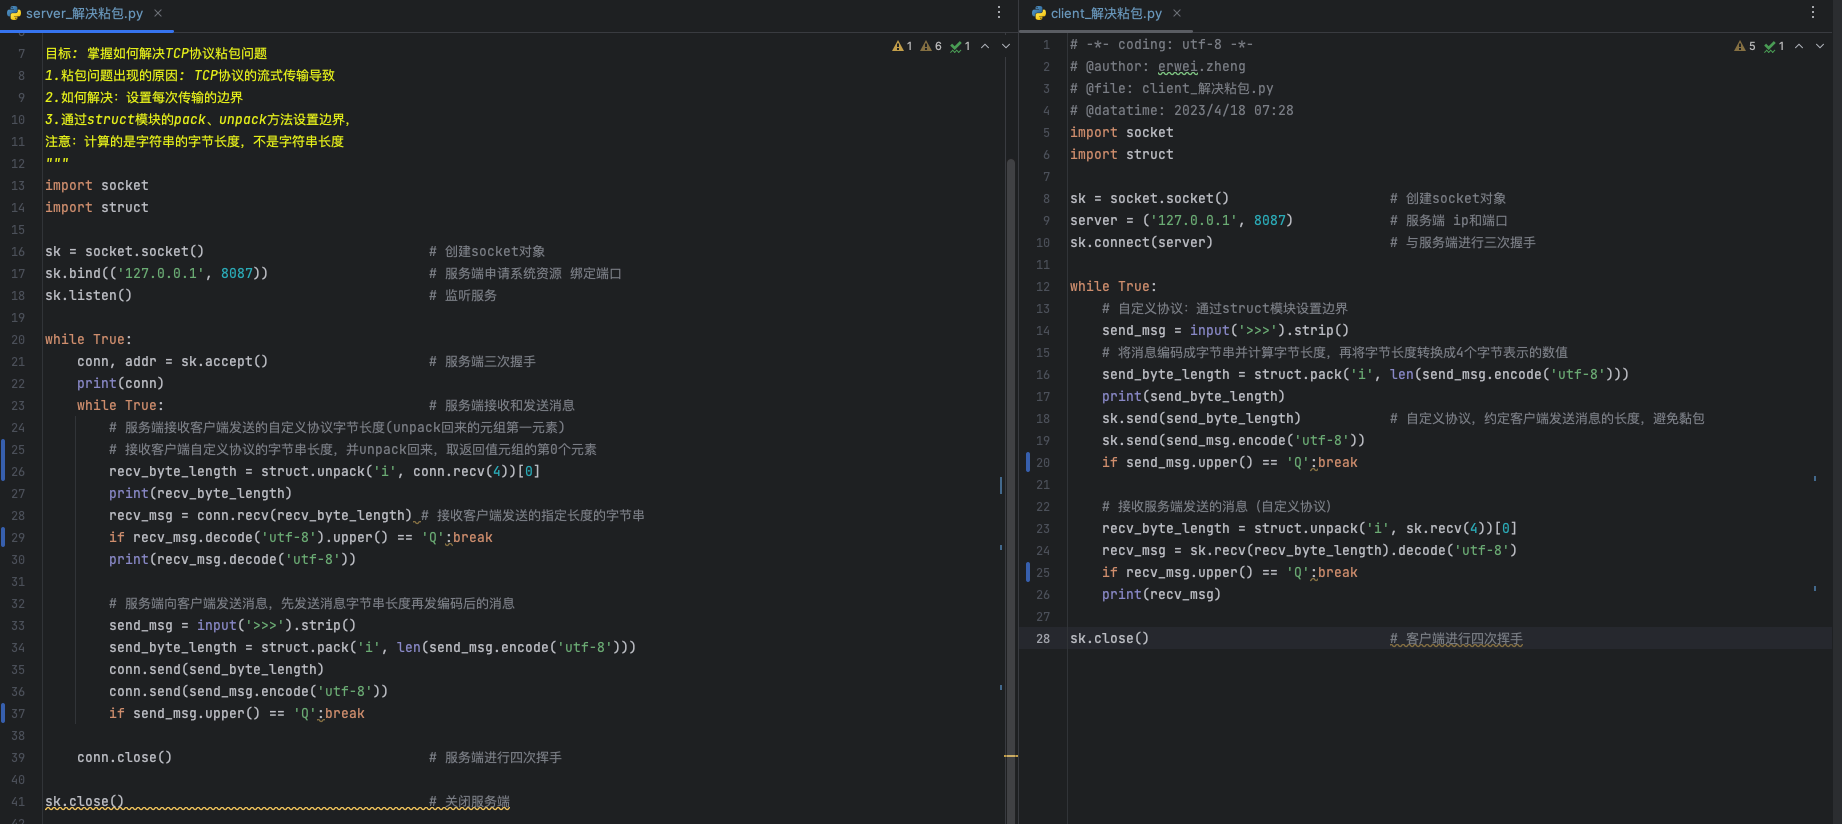 server_解决粘包.py
7 目标: 掌握如何解决TCP协议粘包问题
8 1.粘包问题出现的原因: TCP协议的流式传输导致
9 2.如何解决：设置每次传输的边界
10 3.通过struct模块的pack、unpack方法设置边界，
11 注意：计算的是字符串的字节长度，不是字符串长度
12 """
13 import socket
14 import struct
15
16 sk = socket.socket() # 创建socket对象
17 sk.bind(('127.0.0.1', 8087)) # 服务端申请系统资源 绑定端口
18 sk.listen() # 监听服务
19
20 while True:
21 conn, addr = sk.accept() # 服务端三次握手
22 print(conn)
23 while True: # 服务端接收和发送消息
24 # 服务端接收客户端发送的自定义协议字节长度(unpack回来的元组第一元素)
25 # 接收客户端自定义协议的字节串长度，并unpack回来，取返回值元组的第0个元素
26 recv_byte_length = struct.unpack('i', conn.recv(4))[0]
27 print(recv_byte_length)
28 recv_msg = conn.recv(recv_byte_length) # 接收客户端发送的指定长度的字节串
29 if recv_msg.decode('utf-8').upper() == 'Q':break
30 print(recv_msg.decode('utf-8'))
31
32 # 服务端向客户端发送消息，先发送消息字节串长度再发编码后的消息
33 send_msg = input('>>>').strip()
34 send_byte_length = struct.pack('i', len(send_msg.encode('utf-8')))
35 conn.send(send_byte_length)
36 conn.send(send_msg.encode('utf-8'))
37 if send_msg.upper() == 'Q':break
38
39 conn.close() # 服务端进行四次挥手
40
41 sk.close() # 关闭服务端
1 6 1
client_解决粘包.py
1 # -*- coding: utf-8 -*-
2 # @author: erwei.zheng
3 # @file: client_解决粘包.py
4 # @datatime: 2023/4/18 07:28
5 import socket
6 import struct
7
8 sk = socket.socket() # 创建socket对象
9 server = ('127.0.0.1', 8087) # 服务端 ip和端口
10 sk.connect(server) # 与服务端进行三次握手
11
12 while True:
13 # 自定义协议：通过struct模块设置边界
14 send_msg = input('>>>').strip()
15 # 将消息编码成字节串并计算字节长度，再将字节长度转换成4个字节表示的数值
16 send_byte_length = struct.pack('i', len(send_msg.encode('utf-8')))
17 print(send_byte_length)
18 sk.send(send_byte_length) # 自定义协议，约定客户端发送消息的长度，避免黏包
19 sk.send(send_msg.encode('utf-8'))
20 if send_msg.upper() == 'Q':break
21
22 # 接收服务端发送的消息（自定义协议）
23 recv_byte_length = struct.unpack('i', sk.recv(4))[0]
24 recv_msg = sk.recv(recv_byte_length).decode('utf-8')
25 if recv_msg.upper() == 'Q':break
26 print(recv_msg)
27
28 sk.close() # 客户端进行四次挥手
5 1